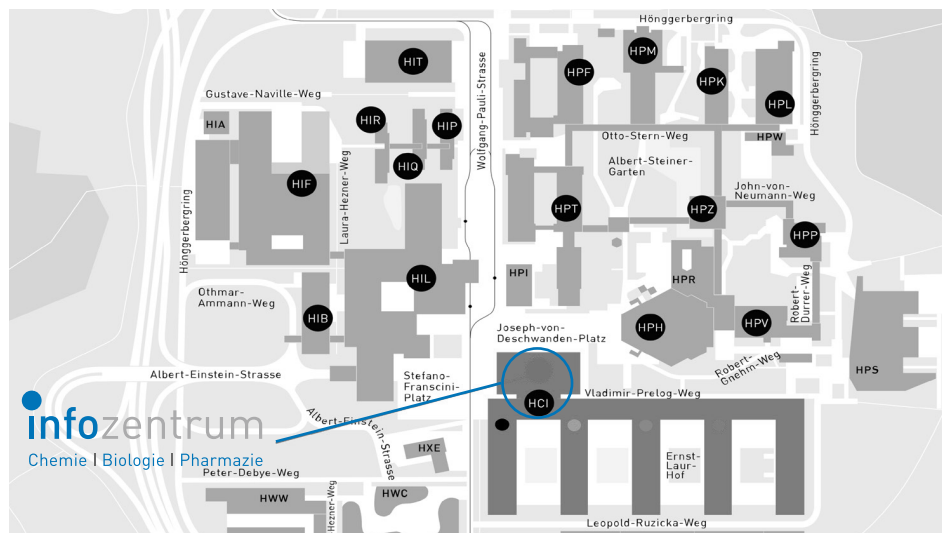 Hönggerbergring
HIT
HPM
HPF
HPK
HPL
Wolfgang-Pauli-Strasse
Gustave-Naville-Weg
HIA
HIR
HIP
HIQ
Hönggerbergring
Otto-Stern-Weg
HPW
Albert-Steiner-
Garten
John-von-
Neumann-Weg
HIF
Laura-Hezner-Weg
HPT
HPZ
HPP
Hönggerbergring
HIL
HPI
HPR
Robert-
Durrer-Weg
Othmar-
Ammann-Weg
HIB
Joseph-von-
Deschwanden-Platz
HPH
HPV
Robert-
Gnehm-Weg
HPS
Albert-Einstein-Strasse
Stefano-
Franscini-
Platz
HCI
Vladimir-Prelog-Weg
infozentrum
Chemie | Biologie | Pharmazie
Albert-Einstein-Strasse
HXE
Ernst-
Laur-
Hof
Peter-Debye-Weg
HWW
Hezner-Weg
HWC
Leopold-Ruzicka-Weg